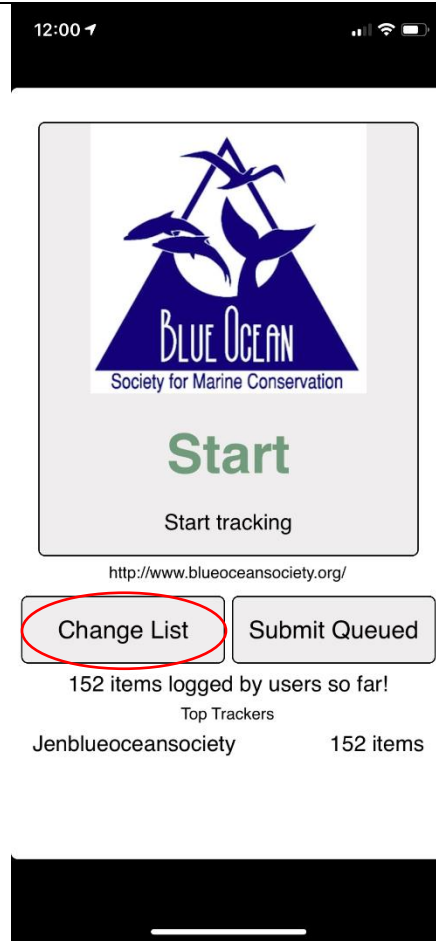 12:00
BLUE OCEAN
Society for Marine Conservation
Start
Start tracking
http://www.blueoceansociety.org/
Change List
Submit Queued
152 items logged by users so far!
Top Trackers
Jenblueoceansociety 152 items